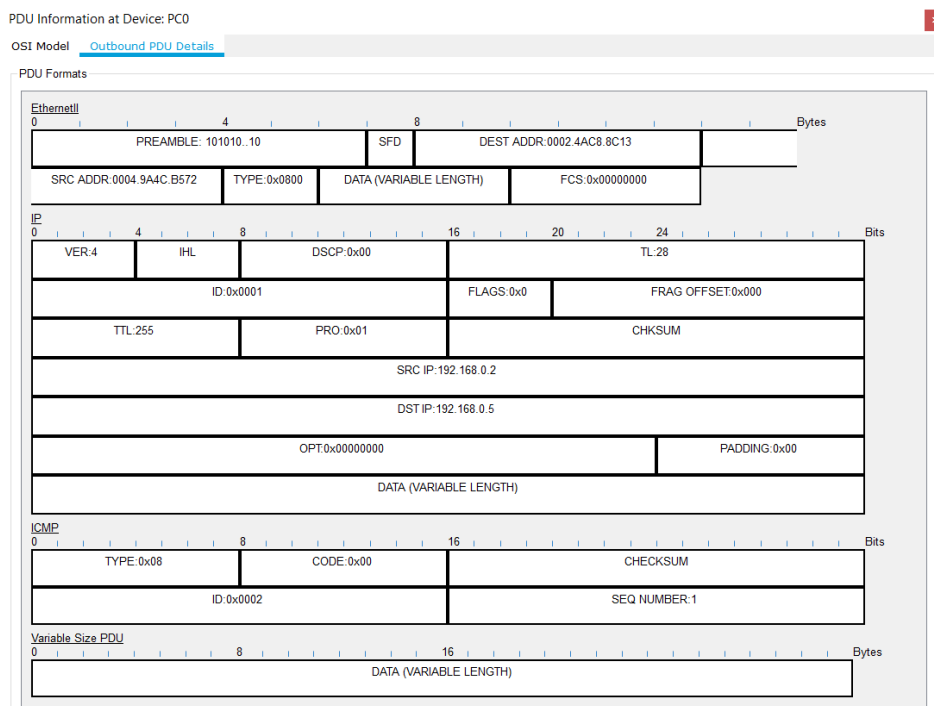 PDU Information at Device: PC0
OSI Model Outbound PDU Details
PDU Formats
EthernetII
0 4 8 Bytes
PREAMBLE: 101010..10 SFD DEST ADDR:0002.4AC8.8C13
SRC ADDR:0004.9A4C.B572 TYPE:0x0800 DATA (VARIABLE LENGTH) FCS:0x00000000
IP
0 4 8 16 20 24 Bits
VER:4 IHL DSCP:0x00 TL:28
ID:0x0001 FLAGS:0x0 FRAG OFFSET:0x000
TTL:255 PRO:0x01 CHKSUM
SRC IP:192.168.0.2
DST IP:192.168.0.5
OPT:0x00000000 PADDING:0x00
DATA (VARIABLE LENGTH)
ICMP
0 8 16 Bits
TYPE:0x08 CODE:0x00 CHECKSUM
ID:0x0002 SEQ NUMBER:1
Variable Size PDU
0 8 16 Bytes
DATA (VARIABLE LENGTH)